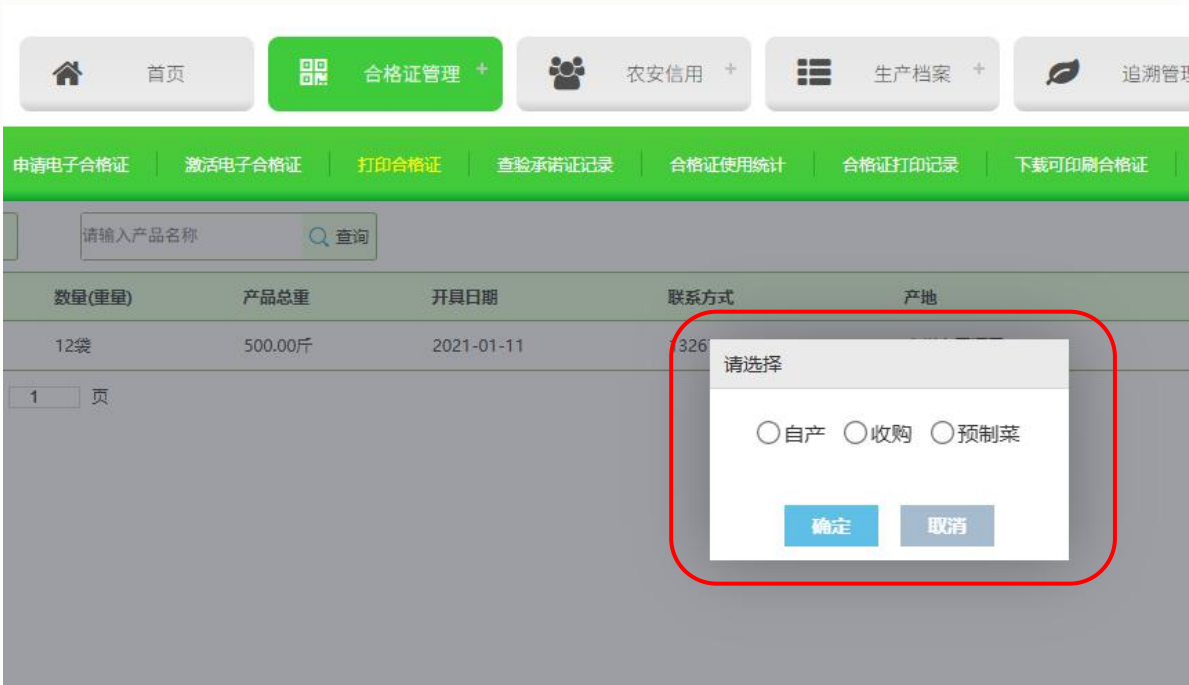 首页 合格证管理 + 农安信用 + 生产档案 + 追溯管理
申请电子合格证 激活电子合格证 打印合格证 查验承诺证记录 合格证使用统计 合格证打印记录 下载可印刷合格证
请输入产品名称 查询
数量(重量) 产品总重 开具日期 联系方式 产地
12袋 500.00斤 2021-01-11 1326
请选择
1 页
自产 收购 预制菜
确定 取消